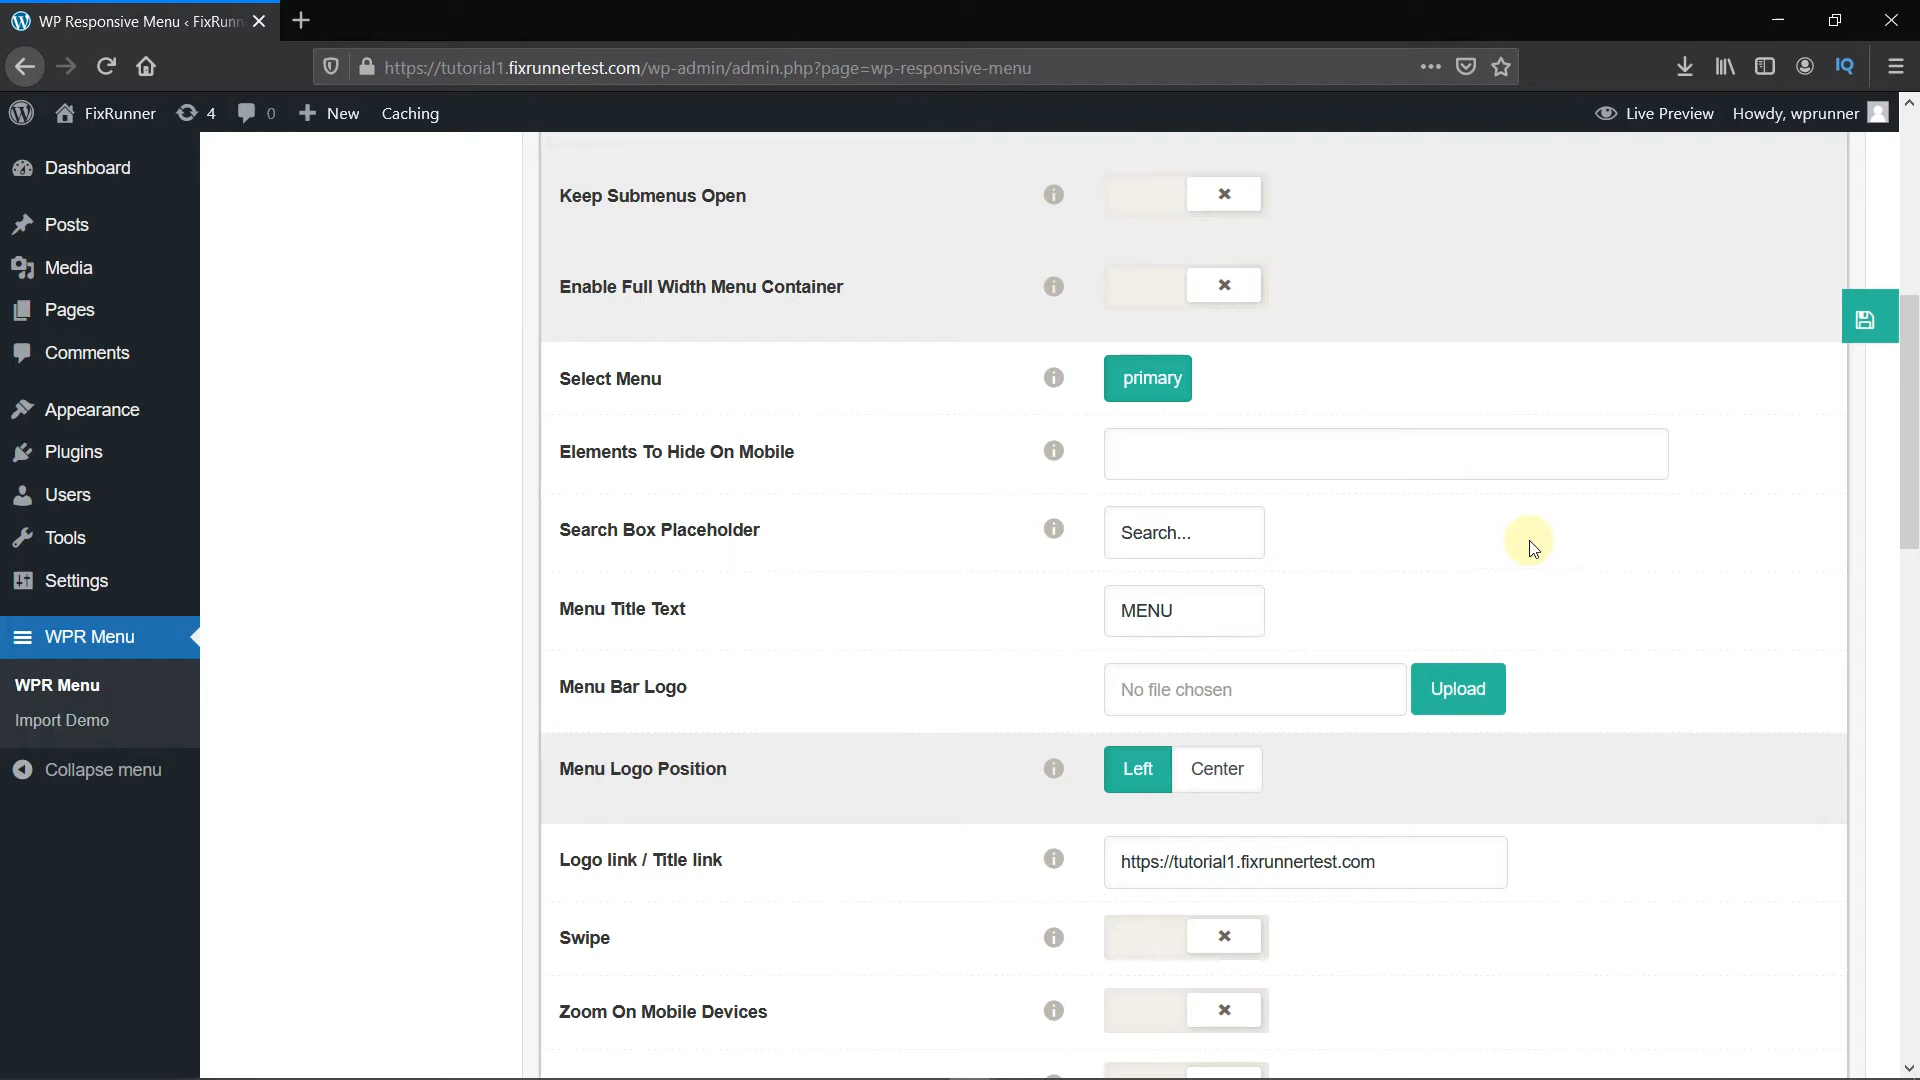 WP Responsive Menu ‹ FixRunn
https://tutorial1.fixrunnertest.com/wp-admin/admin.php?page=wp-responsive-menu
FixRunner 4 0 New Caching Live Preview Howdy, wprunner
Dashboard
Posts
Media
Pages
Comments
Appearance
Plugins
Users
Tools
Settings
WPR Menu
WPR Menu
Import Demo
Collapse menu
Keep Submenus Open
Enable Full Width Menu Container
Select Menu primary
Elements To Hide On Mobile
Search Box Placeholder Search...
Menu Title Text MENU
Menu Bar Logo No file chosen Upload
Menu Logo Position Left Center
Logo link / Title link https://tutorial1.fixrunnertest.com
Swipe
Zoom On Mobile Devices